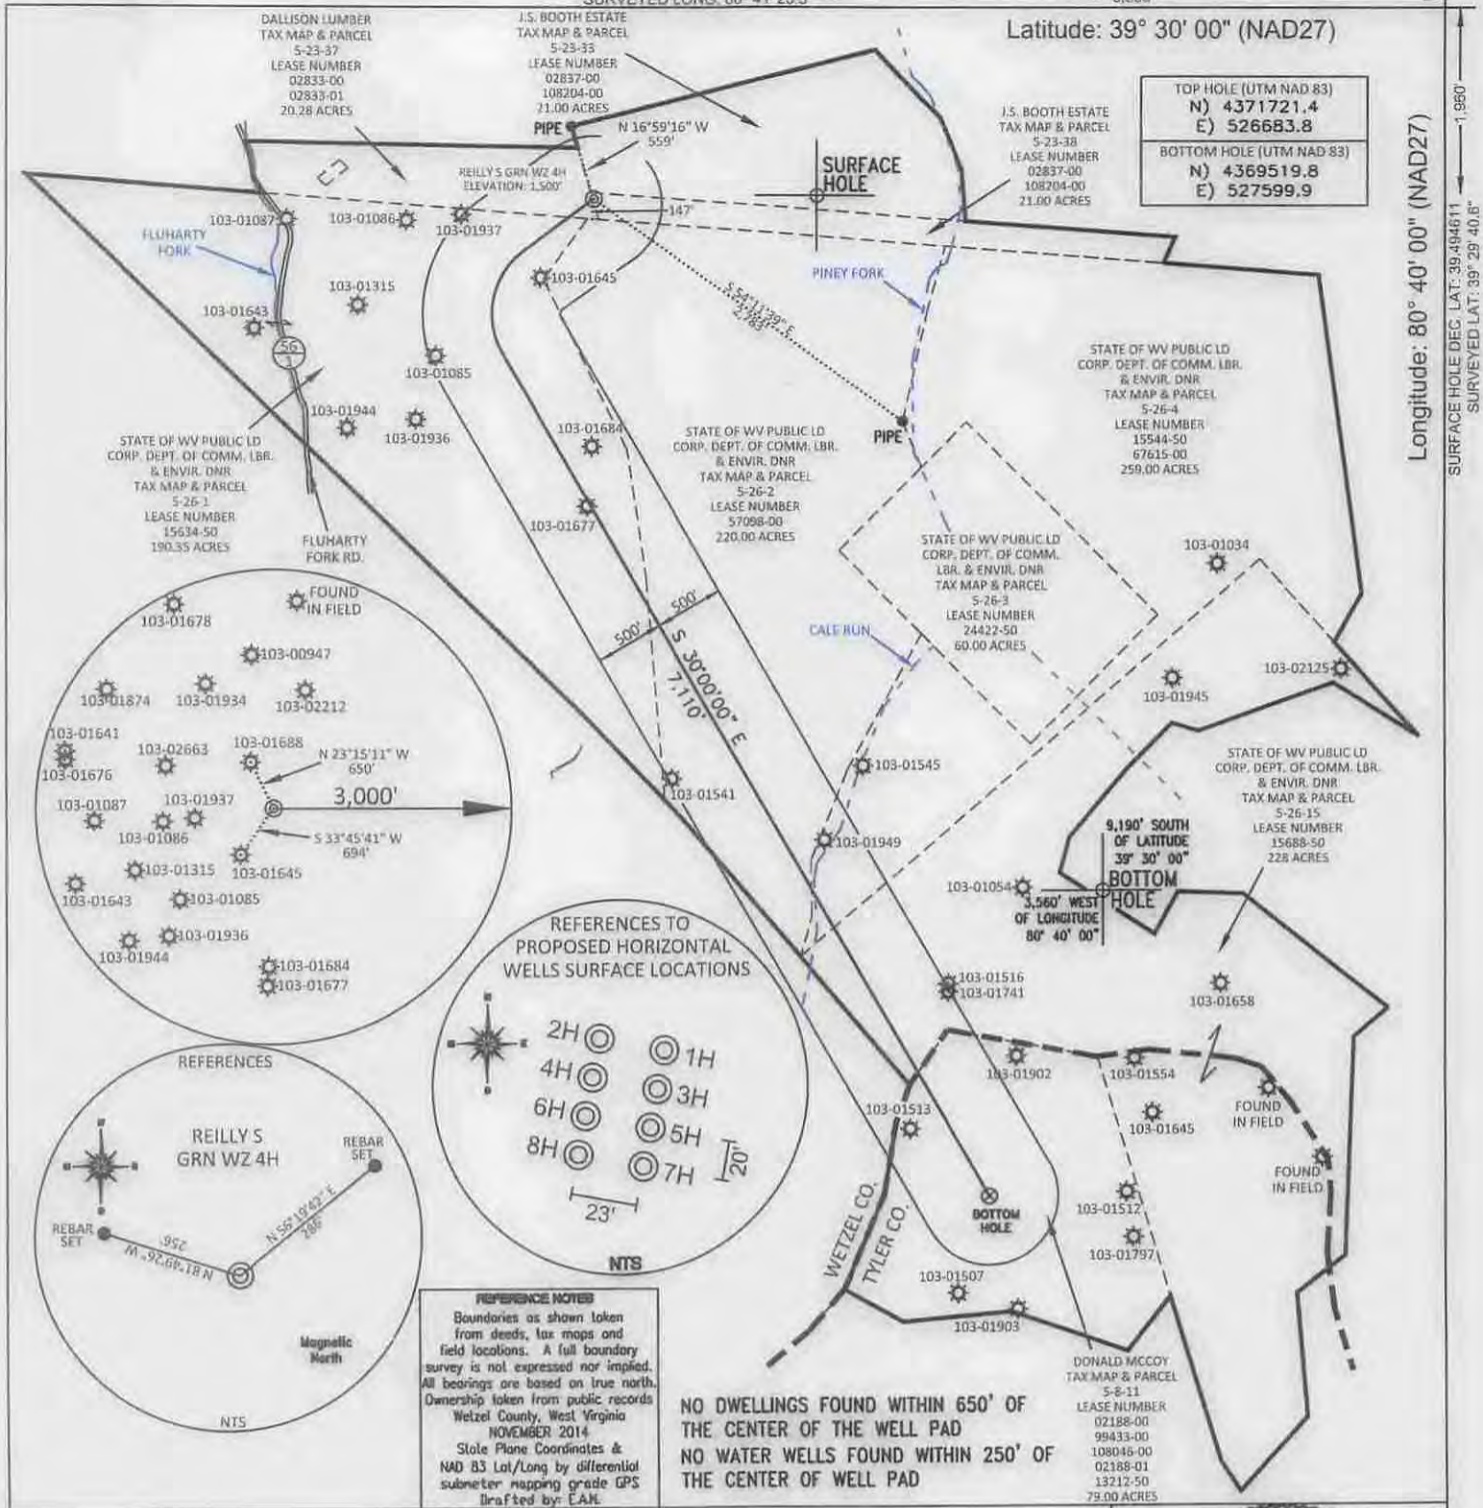 SURVEYED LONG: 80° 41' 23.3"
DALLISON LUMBER
TAX MAP & PARCEL
5-23-37
LEASE NUMBER
02833-00
02833-01
20.28 ACRES
J.S. BOOTH ESTATE
TAX MAP & PARCEL
5-23-33
LEASE NUMBER
02837-00
108204-00
21.00 ACRES
Latitude: 39° 30' 00" (NAD27)
TOP HOLE (UTM NAD 83)
N) 4371721.4
E) 526683.8
BOTTOM HOLE (UTM NAD 83)
N) 4369519.8
E) 527599.9
J.S. BOOTH ESTATE
TAX MAP & PARCEL
5-23-38
LEASE NUMBER
02837-00
108204-00
21.00 ACRES
Longitude: 80° 40' 00" (NAD27)
1,960'
SURFACE HOLE DEC. LAT: 39.494611
SURVEYED LAT: 39° 29' 40.6"
PIPE
N 16°59'16" W
559'
REILLY S GRN WZ 4H
ELEVATION: 1,500'
SURFACE
HOLE
147'
103-01087
103-01086
103-01937
FLUHARTY
FORK
103-01645
PINEY FORK
103-01315
103-01643
S 54°11'39" E
2,783'
56
1
103-01085
103-01944
103-01936
103-01684
PIPE
STATE OF WV PUBLIC LD
CORP. DEPT. OF COMM. LBR.
& ENVIR. DNR
TAX MAP & PARCEL
5-26-4
LEASE NUMBER
15544-50
67615-00
259.00 ACRES
STATE OF WV PUBLIC LD
CORP. DEPT. OF COMM. LBR.
& ENVIR. DNR
TAX MAP & PARCEL
5-26-1
LEASE NUMBER
15634-50
190.35 ACRES
FLUHARTY
FORK RD.
STATE OF WV PUBLIC LD
CORP. DEPT. OF COMM. LBR.
& ENVIR. DNR
TAX MAP & PARCEL
5-26-2
LEASE NUMBER
57098-00
220.00 ACRES
103-01677
STATE OF WV PUBLIC LD
CORP. DEPT. OF COMM.
LBR. & ENVIR. DNR
TAX MAP & PARCEL
5-26-3
LEASE NUMBER
24422-50
60.00 ACRES
103-01034
500'
500'
S 30°00'00" E
7,110'
CALE RUN
103-02125
103-01945
FOUND
IN FIELD
103-01678
103-00947
103-01874
103-01934
103-02212
103-01641
103-01676
103-02663
103-01688
N 23°15'11" W
650'
3,000'
103-01087
103-01937
103-01086
S 33°45'41" W
694'
103-01315
103-01645
103-01643
103-01085
103-01936
103-01944
103-01684
103-01677
103-01545
103-01541
103-01949
STATE OF WV PUBLIC LD
CORP. DEPT. OF COMM. LBR.
& ENVIR. DNR
TAX MAP & PARCEL
5-26-15
LEASE NUMBER
15688-50
228 ACRES
9,190' SOUTH
OF LATITUDE
39° 30' 00"
BOTTOM
HOLE
103-01054
3,560' WEST
OF LONGITUDE
80° 40' 00"
103-01516
103-01741
103-01658
REFERENCES TO
PROPOSED HORIZONTAL
WELLS SURFACE LOCATIONS
2H
1H
4H
3H
6H
5H
8H
7H
20'
23'
NTS
103-01902
103-01554
103-01513
103-01645
FOUND
IN FIELD
FOUND
IN FIELD
103-01512
103-01797
BOTTOM
HOLE
WETZEL CO.
TYLER CO.
103-01507
103-01903
REFERENCES
REILLY S
GRN WZ 4H
REBAR
SET
REBAR
SET
N 56°19'42" E
286'
256'
N 81°49'26" W
Magnetic
North
NTS
REFERENCE NOTES
Boundaries as shown taken
from deeds, tax maps and
field locations. A full boundary
survey is not expressed nor implied.
All bearings are based on true north.
Ownership taken from public records
Wetzel County, West Virginia
NOVEMBER 2014
State Plane Coordinates &
NAD 83 Lat/Long by differential
submeter mapping grade GPS
Drafted by: EAH.
NO DWELLINGS FOUND WITHIN 650' OF
THE CENTER OF THE WELL PAD
NO WATER WELLS FOUND WITHIN 250' OF
THE CENTER OF WELL PAD
DONALD MCCOY
TAX MAP & PARCEL
5-8-11
LEASE NUMBER
02188-00
99433-00
108046-00
02188-01
13212-50
79.00 ACRES